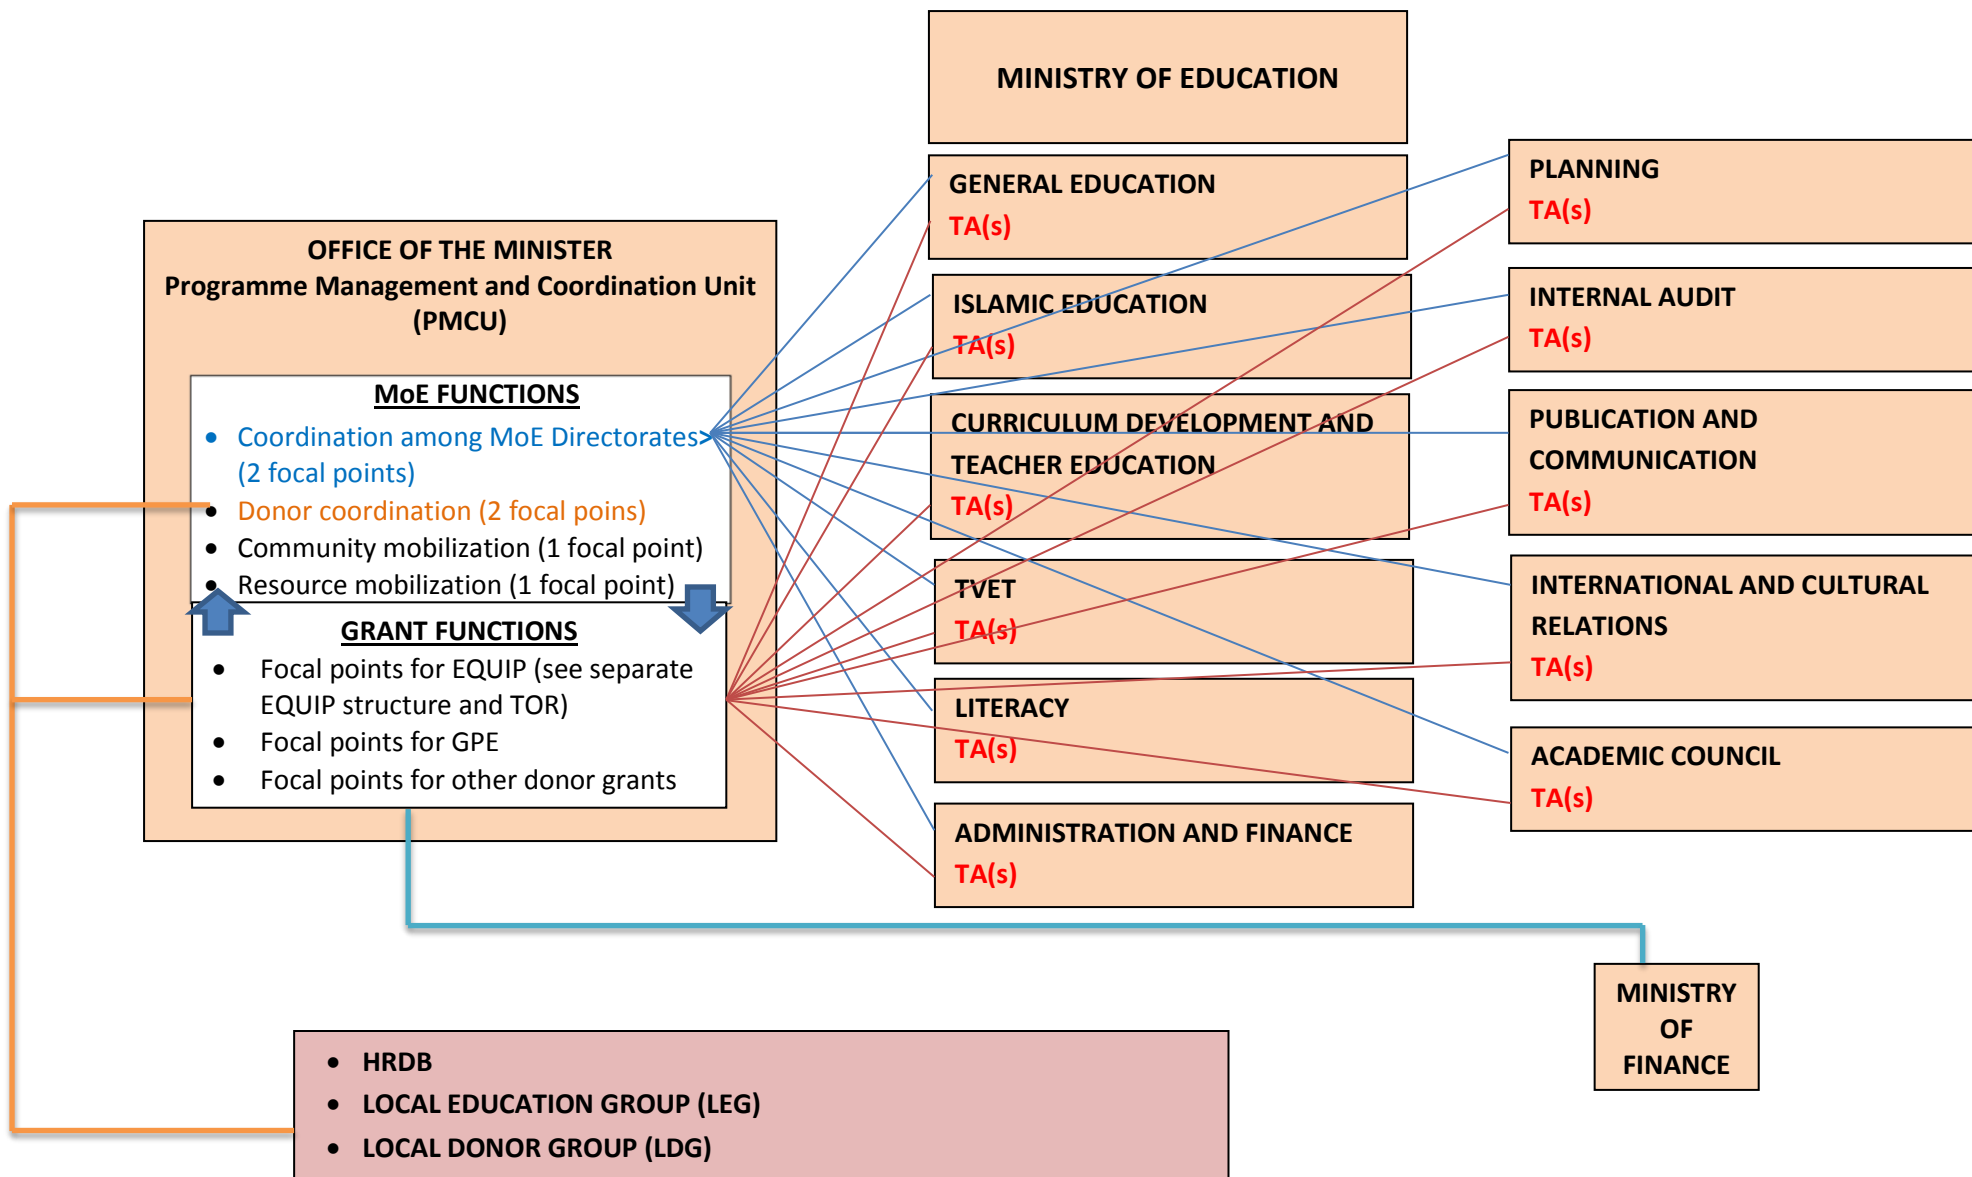 MINISTRY OF EDUCATION
OFFICE OF THE MINISTER
Programme Management and Coordination Unit
(PMCU)
MoE FUNCTIONS
• Coordination among MoE Directorates>
(2 focal points)
• Donor coordination (2 focal poins)
• Community mobilization (1 focal point)
• Resource mobilization (1 focal point)
GRANT FUNCTIONS
• Focal points for EQUIP (see separate
EQUIP structure and TOR)
• Focal points for GPE
• Focal points for other donor grants
GENERAL EDUCATION
TA(s)
ISLAMIC EDUCATION
TA(s)
CURRICULUM DEVELOPMENT AND
TEACHER EDUCATION
TA(s)
TVET
TA(s)
LITERACY
TA(s)
ADMINISTRATION AND FINANCE
TA(s)
PLANNING
TA(s)
INTERNAL AUDIT
TA(s)
PUBLICATION AND
COMMUNICATION
TA(s)
INTERNATIONAL AND CULTURAL
RELATIONS
TA(s)
ACADEMIC COUNCIL
TA(s)
MINISTRY
OF
FINANCE
• HRDB
• LOCAL EDUCATION GROUP (LEG)
• LOCAL DONOR GROUP (LDG)